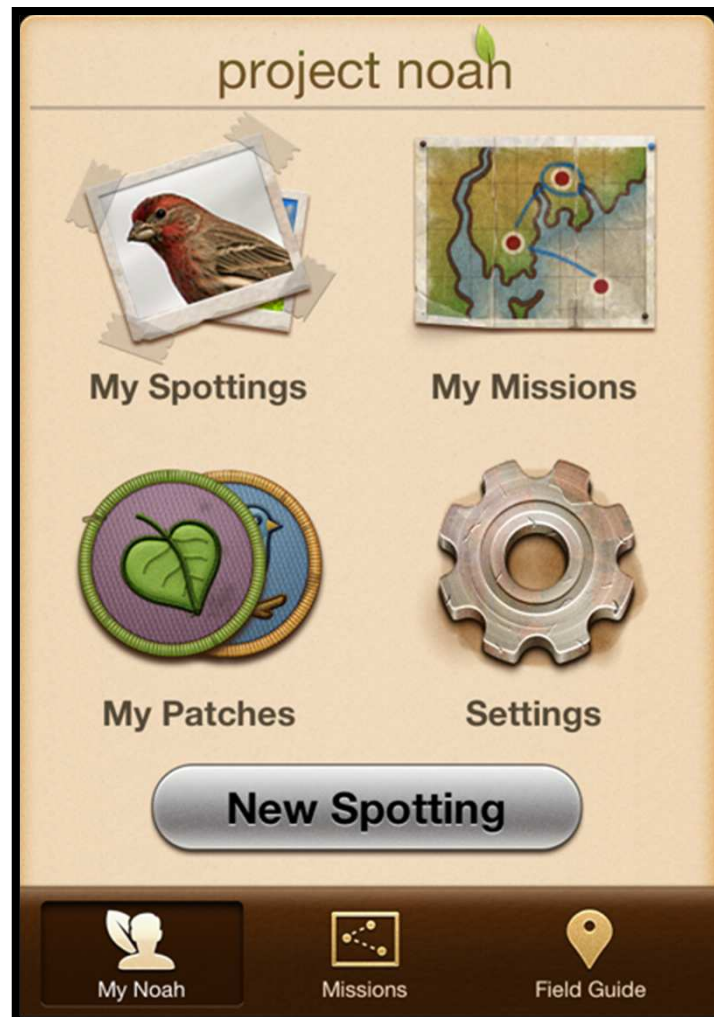 project noah
My Spottings
My Missions
My Patches
Settings
New Spotting
My Noah
Missions
Field Guide